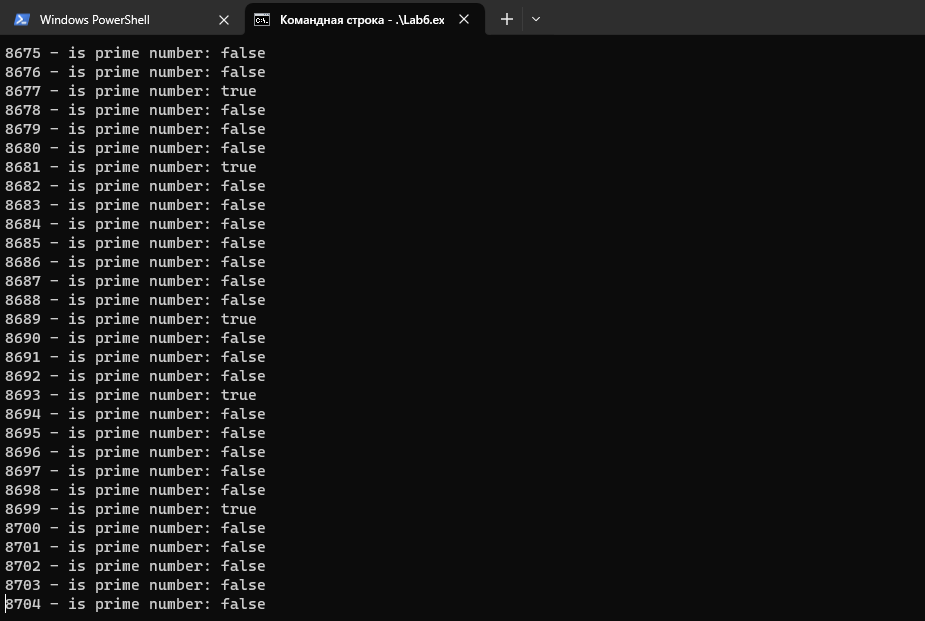 Windows PowerShell
Командная строка - .\Lab6.ex
8675 - is prime number: false
8676 - is prime number: false
8677 - is prime number: true
8678 - is prime number: false
8679 - is prime number: false
8680 - is prime number: false
8681 - is prime number: true
8682 - is prime number: false
8683 - is prime number: false
8684 - is prime number: false
8685 - is prime number: false
8686 - is prime number: false
8687 - is prime number: false
8688 - is prime number: false
8689 - is prime number: true
8690 - is prime number: false
8691 - is prime number: false
8692 - is prime number: false
8693 - is prime number: true
8694 - is prime number: false
8695 - is prime number: false
8696 - is prime number: false
8697 - is prime number: false
8698 - is prime number: false
8699 - is prime number: true
8700 - is prime number: false
8701 - is prime number: false
8702 - is prime number: false
8703 - is prime number: false
8704 - is prime number: false